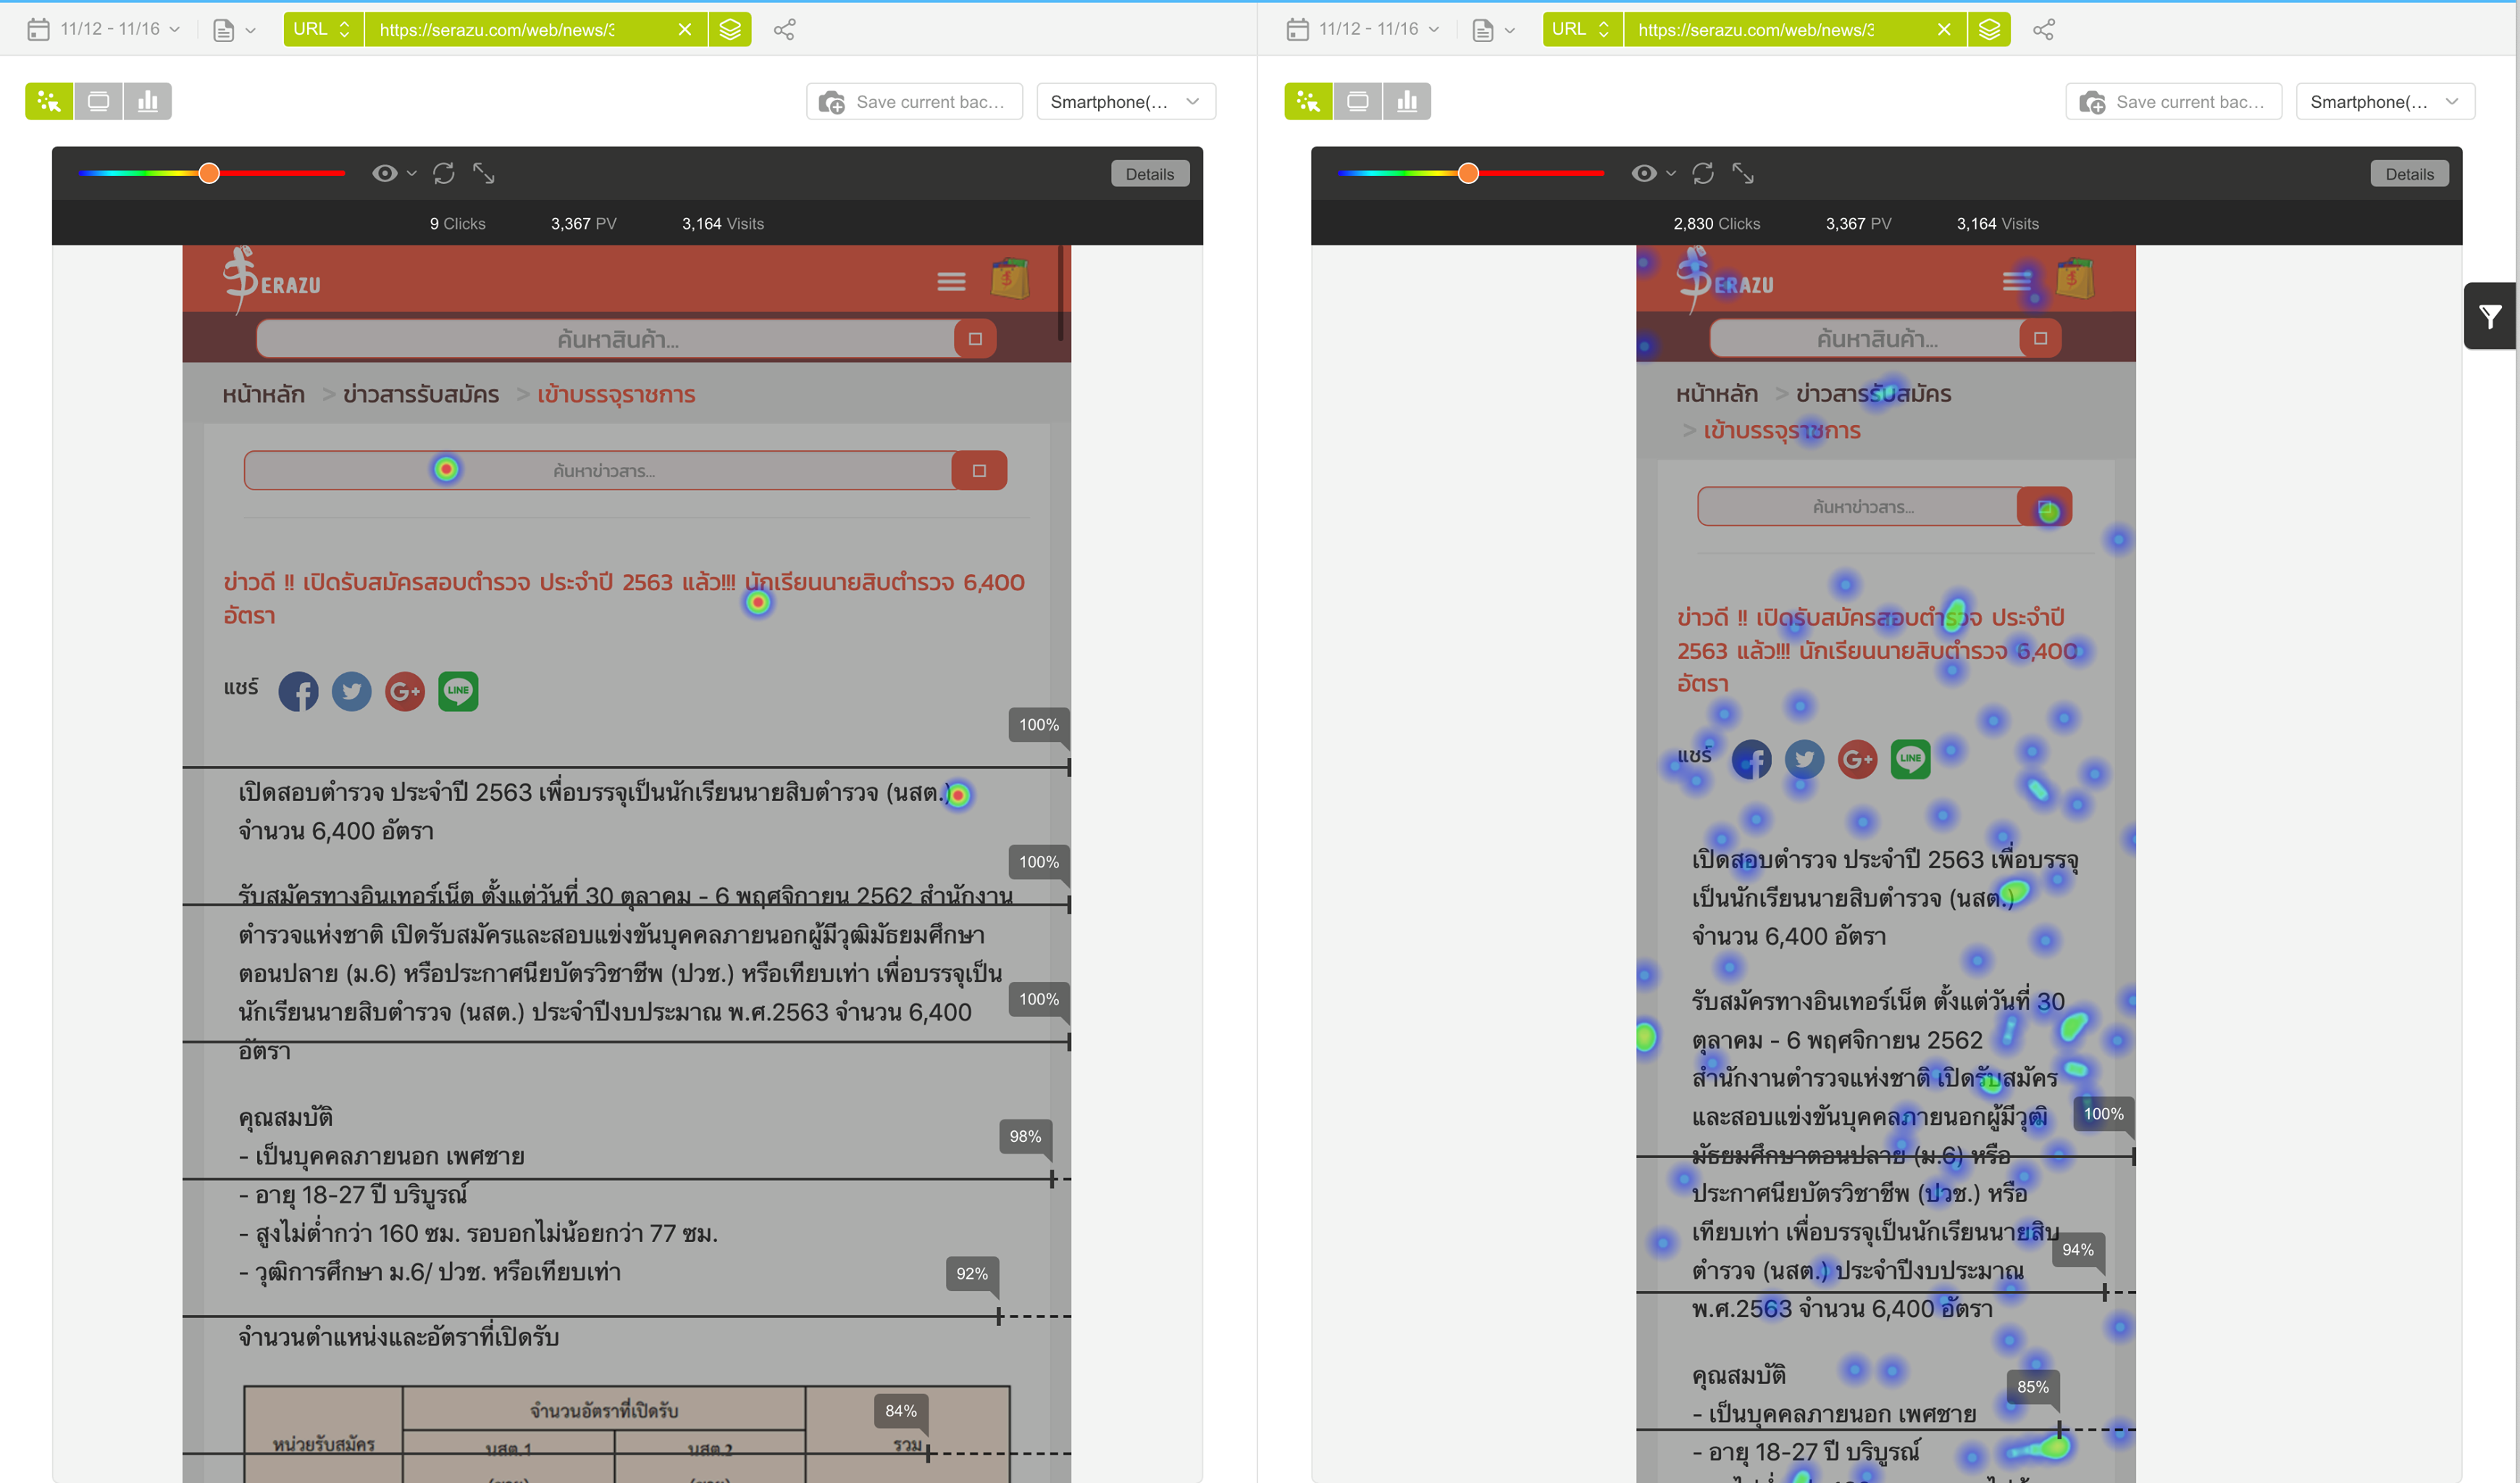 11/12 - 11/16
URL
https://serazu.com/web/news/3
Save current bac...
Smartphone(...
Details
9 Clicks
3,367 PV
3,164 Visits
SERAZU
ค้นหาสินค้า...
หน้าหลัก > ข่าวสารรับสมัคร > เข้าบรรจุราชการ
ค้นหาข่าวสาร...
ข่าวดี !! เปิดรับสมัครสอบตำรวจ ประจำปี 2563 แล้ว!!! นักเรียนนายสิบตำรวจ 6,400
อัตรา
แชร์
LINE
100%
เปิดสอบตำรวจ ประจำปี 2563 เพื่อบรรจุเป็นนักเรียนนายสิบตำรวจ (นสต.)
จำนวน 6,400 อัตรา
100%
รับสมัครทางอินเทอร์เน็ต ตั้งแต่วันที่ 30 ตุลาคม - 6 พฤศจิกายน 2562 สำนักงาน
ตำรวจแห่งชาติ เปิดรับสมัครและสอบแข่งขันบุคคลภายนอกผู้มีวุฒิมัธยมศึกษา
ตอนปลาย (ม.6) หรือประกาศนียบัตรวิชาชีพ (ปวช.) หรือเทียบเท่า เพื่อบรรจุเป็น
100%
นักเรียนนายสิบตำรวจ (นสต.) ประจำปีงบประมาณ พ.ศ.2563 จำนวน 6,400
อัตรา
คุณสมบัติ
98%
- เป็นบุคคลภายนอก เพศชาย
- อายุ 18-27 ปี บริบูรณ์
- สูงไม่ต่ำกว่า 160 ซม. รอบอกไม่น้อยกว่า 77 ซม.
- วุฒิการศึกษา ม.6/ ปวช. หรือเทียบเท่า
92%
จำนวนตำแหน่งและอัตราที่เปิดรับ
จำนวนอัตราที่เปิดรับ
84%
หน่วยรับสมัคร
นสต.1
นสต.2
รวม
11/12 - 11/16
URL
https://serazu.com/web/news/3
Save current bac...
Smartphone(...
Details
2,830 Clicks
3,367 PV
3,164 Visits
SERAZU
ค้นหาสินค้า...
หน้าหลัก > ข่าวสารรับสมัคร
> เข้าบรรจุราชการ
ค้นหาข่าวสาร...
ข่าวดี !! เปิดรับสมัครสอบตำรวจ ประจำปี
2563 แล้ว!!! นักเรียนนายสิบตำรวจ 6,400
อัตรา
แชร์
LINE
เปิดสอบตำรวจ ประจำปี 2563 เพื่อบรรจุ
เป็นนักเรียนนายสิบตำรวจ (นสต.)
จำนวน 6,400 อัตรา
รับสมัครทางอินเทอร์เน็ต ตั้งแต่วันที่ 30
ตุลาคม - 6 พฤศจิกายน 2562
สำนักงานตำรวจแห่งชาติ เปิดรับสมัคร
และสอบแข่งขันบุคคลภายนอกผู้มีวุฒิ
100%
มัธยมศึกษาตอนปลาย (ม.6) หรือ
ประกาศนียบัตรวิชาชีพ (ปวช.) หรือ
เทียบเท่า เพื่อบรรจุเป็นนักเรียนนายสิบ
94%
ตำรวจ (นสต.) ประจำปีงบประมาณ
พ.ศ.2563 จำนวน 6,400 อัตรา
คุณสมบัติ
85%
- เป็นบุคคลภายนอก เพศชาย
- อายุ 18-27 ปี บริบูรณ์